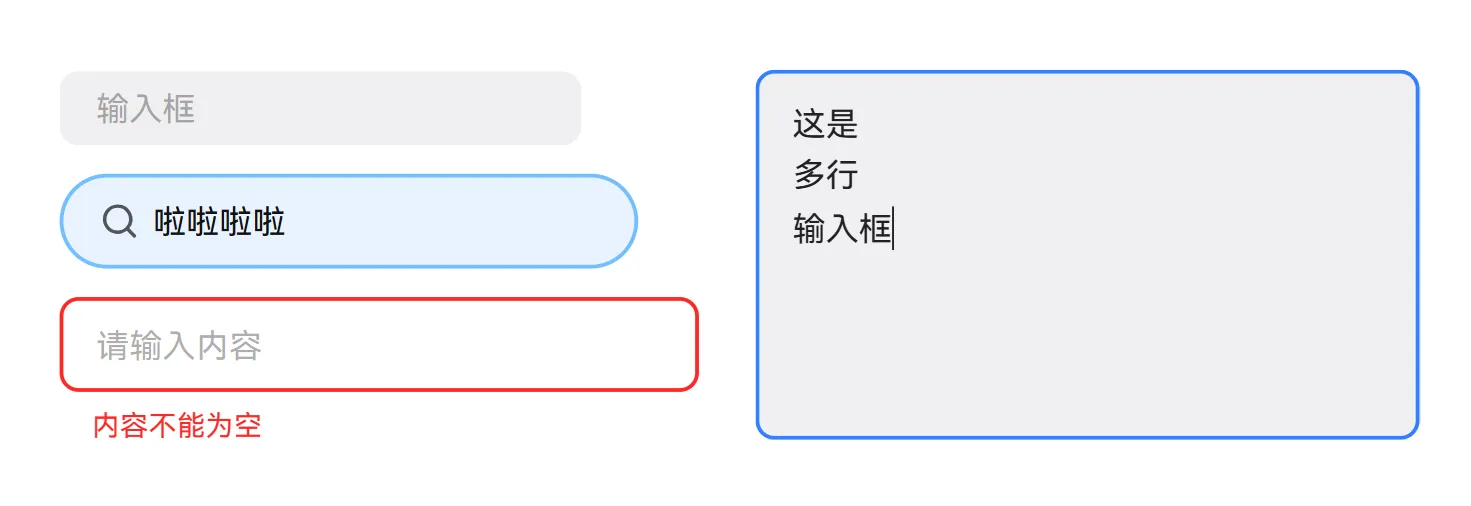 输入框
啦啦啦啦
请输入内容
内容不能为空
这是
多行
输入框